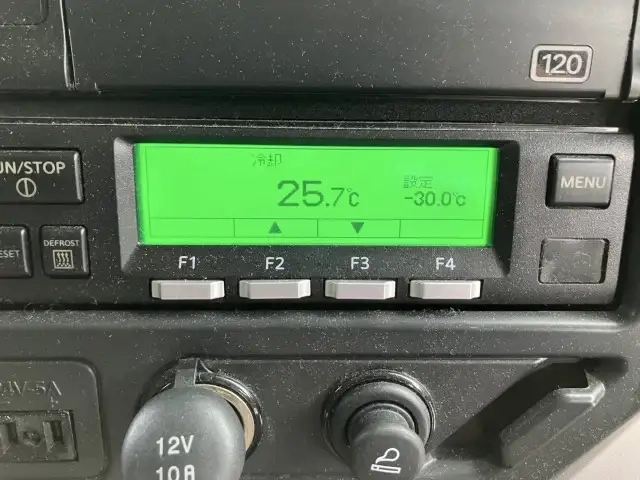 120
UN/STOP
冷却
25.7℃
設定
-30.0℃
MENU
ESET
DEFROST
▲
▼
F1
F2
F3
F4
12V
10A